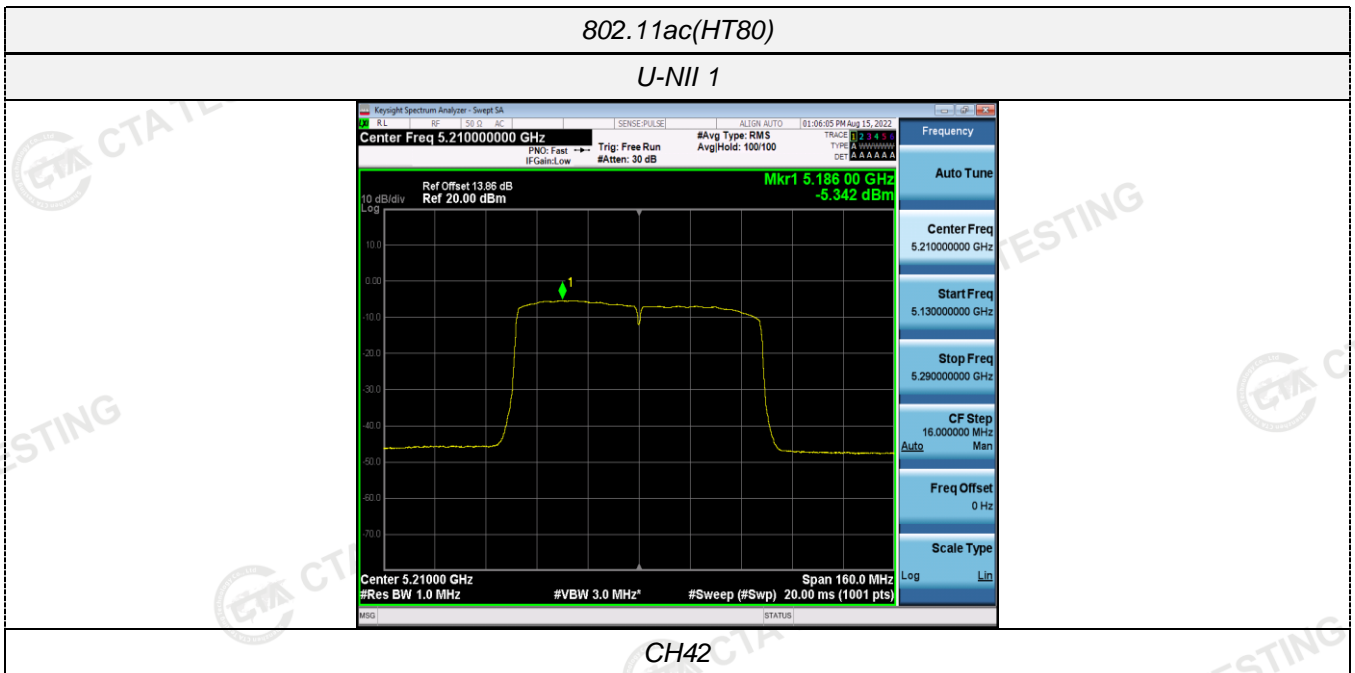 802.11ac(HT80)
U-NII 1
Keysight Spectrum Analyzer - Swept SA
RL RF 50 Ω AC SENSE:PULSE ALIGN AUTO 01:06:05 PM Aug 15, 2022
Center Freq 5.210000000 GHz
PNO: Fast
IFGain:Low
Trig: Free Run
#Atten: 30 dB
#Avg Type: RMS
Avg|Hold: 100/100
TRACE 1 2 3 4 5 6
TYPE A WWWWW
DET A A A A A A
Frequency
Auto Tune
Center Freq
5.210000000 GHz
Start Freq
5.130000000 GHz
Stop Freq
5.290000000 GHz
CF Step
16.000000 MHz
Auto Man
Freq Offset
0 Hz
Scale Type
Log Lin
Mkr1 5.186 00 GHz
-5.342 dBm
Ref Offset 13.86 dB
10 dB/div Ref 20.00 dBm
Log
10.0
0.00
1
-10.0
-20.0
-30.0
-40.0
-50.0
-60.0
-70.0
Center 5.21000 GHz Span 160.0 MHz
#Res BW 1.0 MHz #VBW 3.0 MHz* #Sweep (#Swp) 20.00 ms (1001 pts)
MSG STATUS
CH42
CTA TESTING